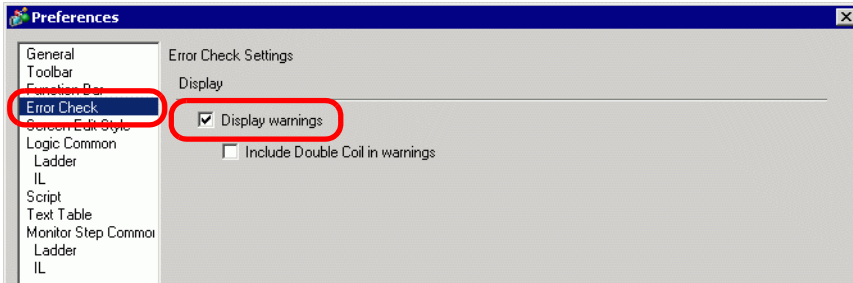 Preferences
General
Toolbar
Function Bar
Error Check
Screen Edit Style
Logic Common
Ladder
IL
Script
Text Table
Monitor Step Commo
Ladder
IL
Error Check Settings
Display
Display warnings
Include Double Coil in warnings